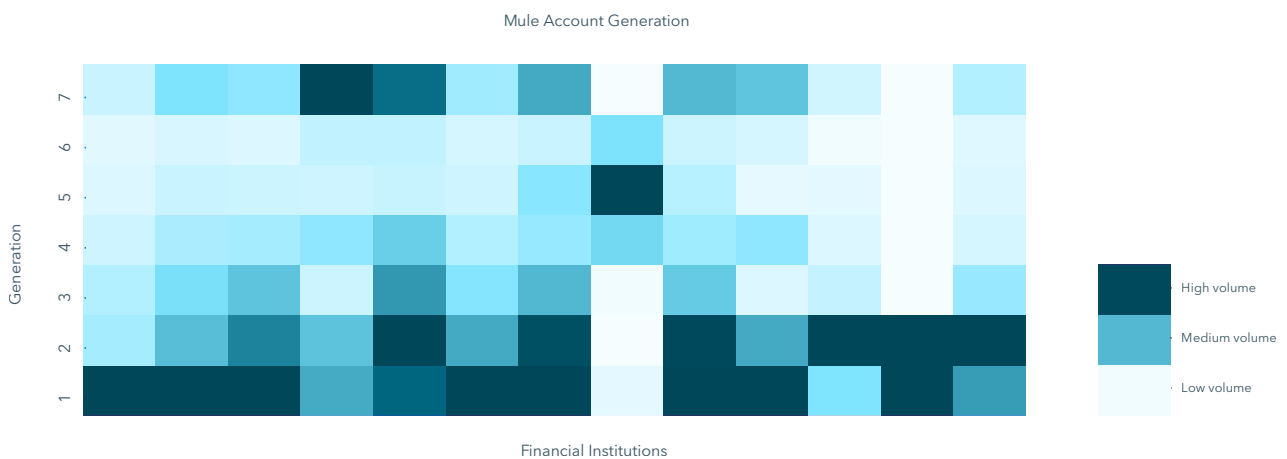 Mule Account Generation
Generation
7
6
5
4
3
2
1
High volume
Medium volume
Low volume
Financial Institutions